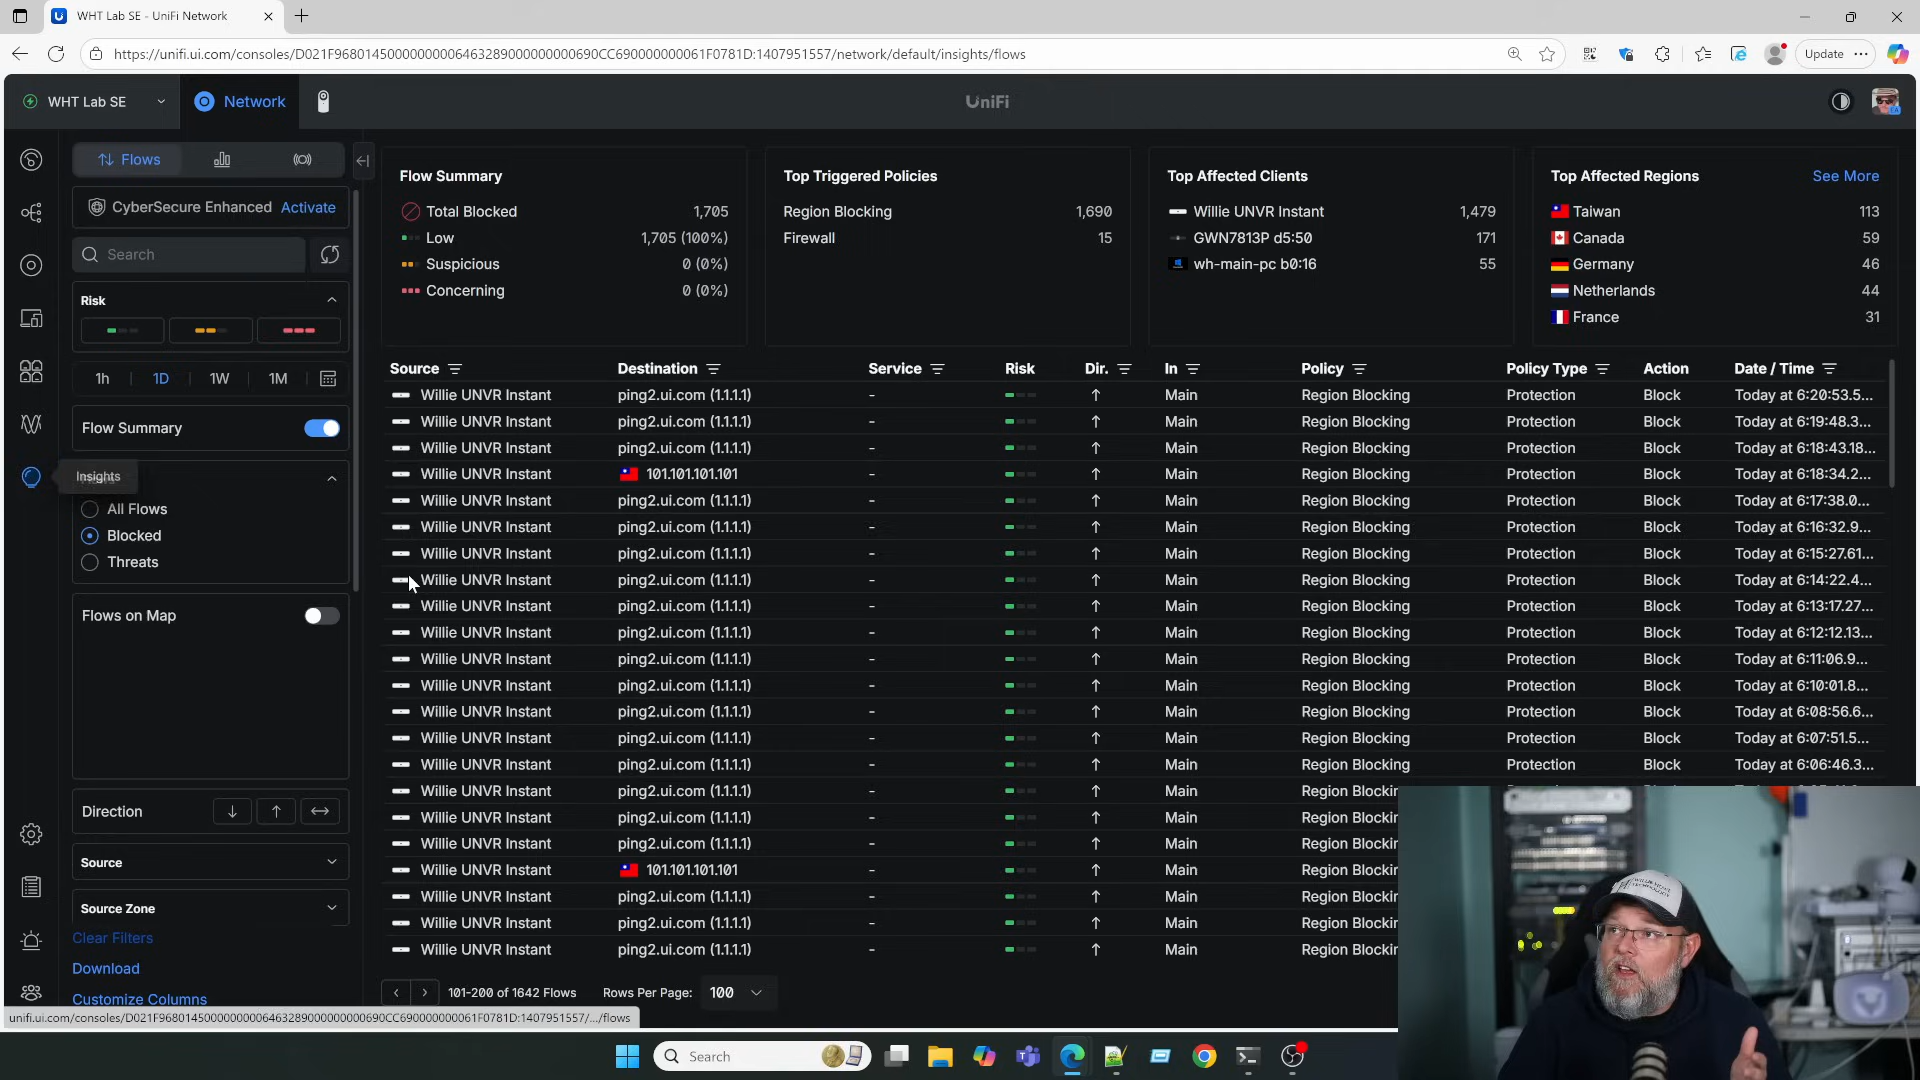 WHT Lab SE - UniFi Network
https://unifi.ui.com/consoles/D021F96801450000000006463289000000000690CC690000000061F0781D:1407951557/network/default/insights/flows
Update
WHT Lab SE
Network
UniFi
Flows
CyberSecure Enhanced Activate
Search
Risk
1h 1D 1W 1M
Flow Summary
Insights
All Flows
Blocked
Threats
Flows on Map
Direction
Source
Source Zone
Clear Filters
Download
Customize Columns
Flow Summary
Total Blocked 1,705
Low 1,705 (100%)
Suspicious 0 (0%)
Concerning 0 (0%)
Top Triggered Policies
Region Blocking 1,690
Firewall 15
Top Affected Clients
Willie UNVR Instant 1,479
GWN7813P d5:50 171
wh-main-pc b0:16 55
Top Affected Regions See More
Taiwan 113
Canada 59
Germany 46
Netherlands 44
France 31
Source Destination Service Risk Dir. In Policy Policy Type Action Date / Time
Willie UNVR Instant ping2.ui.com (1.1.1.1) - Main Region Blocking Protection Block Today at 6:20:53.5...
Willie UNVR Instant ping2.ui.com (1.1.1.1) - Main Region Blocking Protection Block Today at 6:19:48.3...
Willie UNVR Instant ping2.ui.com (1.1.1.1) - Main Region Blocking Protection Block Today at 6:18:43.18...
Willie UNVR Instant 101.101.101.101 - Main Region Blocking Protection Block Today at 6:18:34.2...
Willie UNVR Instant ping2.ui.com (1.1.1.1) - Main Region Blocking Protection Block Today at 6:17:38.0...
Willie UNVR Instant ping2.ui.com (1.1.1.1) - Main Region Blocking Protection Block Today at 6:16:32.9...
Willie UNVR Instant ping2.ui.com (1.1.1.1) - Main Region Blocking Protection Block Today at 6:15:27.61...
Willie UNVR Instant ping2.ui.com (1.1.1.1) - Main Region Blocking Protection Block Today at 6:14:22.4...
Willie UNVR Instant ping2.ui.com (1.1.1.1) - Main Region Blocking Protection Block Today at 6:13:17.27...
Willie UNVR Instant ping2.ui.com (1.1.1.1) - Main Region Blocking Protection Block Today at 6:12:12.13...
Willie UNVR Instant ping2.ui.com (1.1.1.1) - Main Region Blocking Protection Block Today at 6:11:06.9...
Willie UNVR Instant ping2.ui.com (1.1.1.1) - Main Region Blocking Protection Block Today at 6:10:01.8...
Willie UNVR Instant ping2.ui.com (1.1.1.1) - Main Region Blocking Protection Block Today at 6:08:56.6...
Willie UNVR Instant ping2.ui.com (1.1.1.1) - Main Region Blocking Protection Block Today at 6:07:51.5...
Willie UNVR Instant ping2.ui.com (1.1.1.1) - Main Region Blocking Protection Block Today at 6:06:46.3...
Willie UNVR Instant ping2.ui.com (1.1.1.1) - Main Region Blockin
Willie UNVR Instant ping2.ui.com (1.1.1.1) - Main Region Blockin
Willie UNVR Instant ping2.ui.com (1.1.1.1) - Main Region Blockin
Willie UNVR Instant 101.101.101.101 - Main Region Blockin
Willie UNVR Instant ping2.ui.com (1.1.1.1) - Main Region Blockin
Willie UNVR Instant ping2.ui.com (1.1.1.1) - Main Region Blockin
Willie UNVR Instant ping2.ui.com (1.1.1.1) - Main Region Blockin
101-200 of 1642 Flows Rows Per Page: 100
unifi.ui.com/consoles/D021F96801450000000006463289000000000690CC690000000061F0781D:1407951557/.../flows
Search